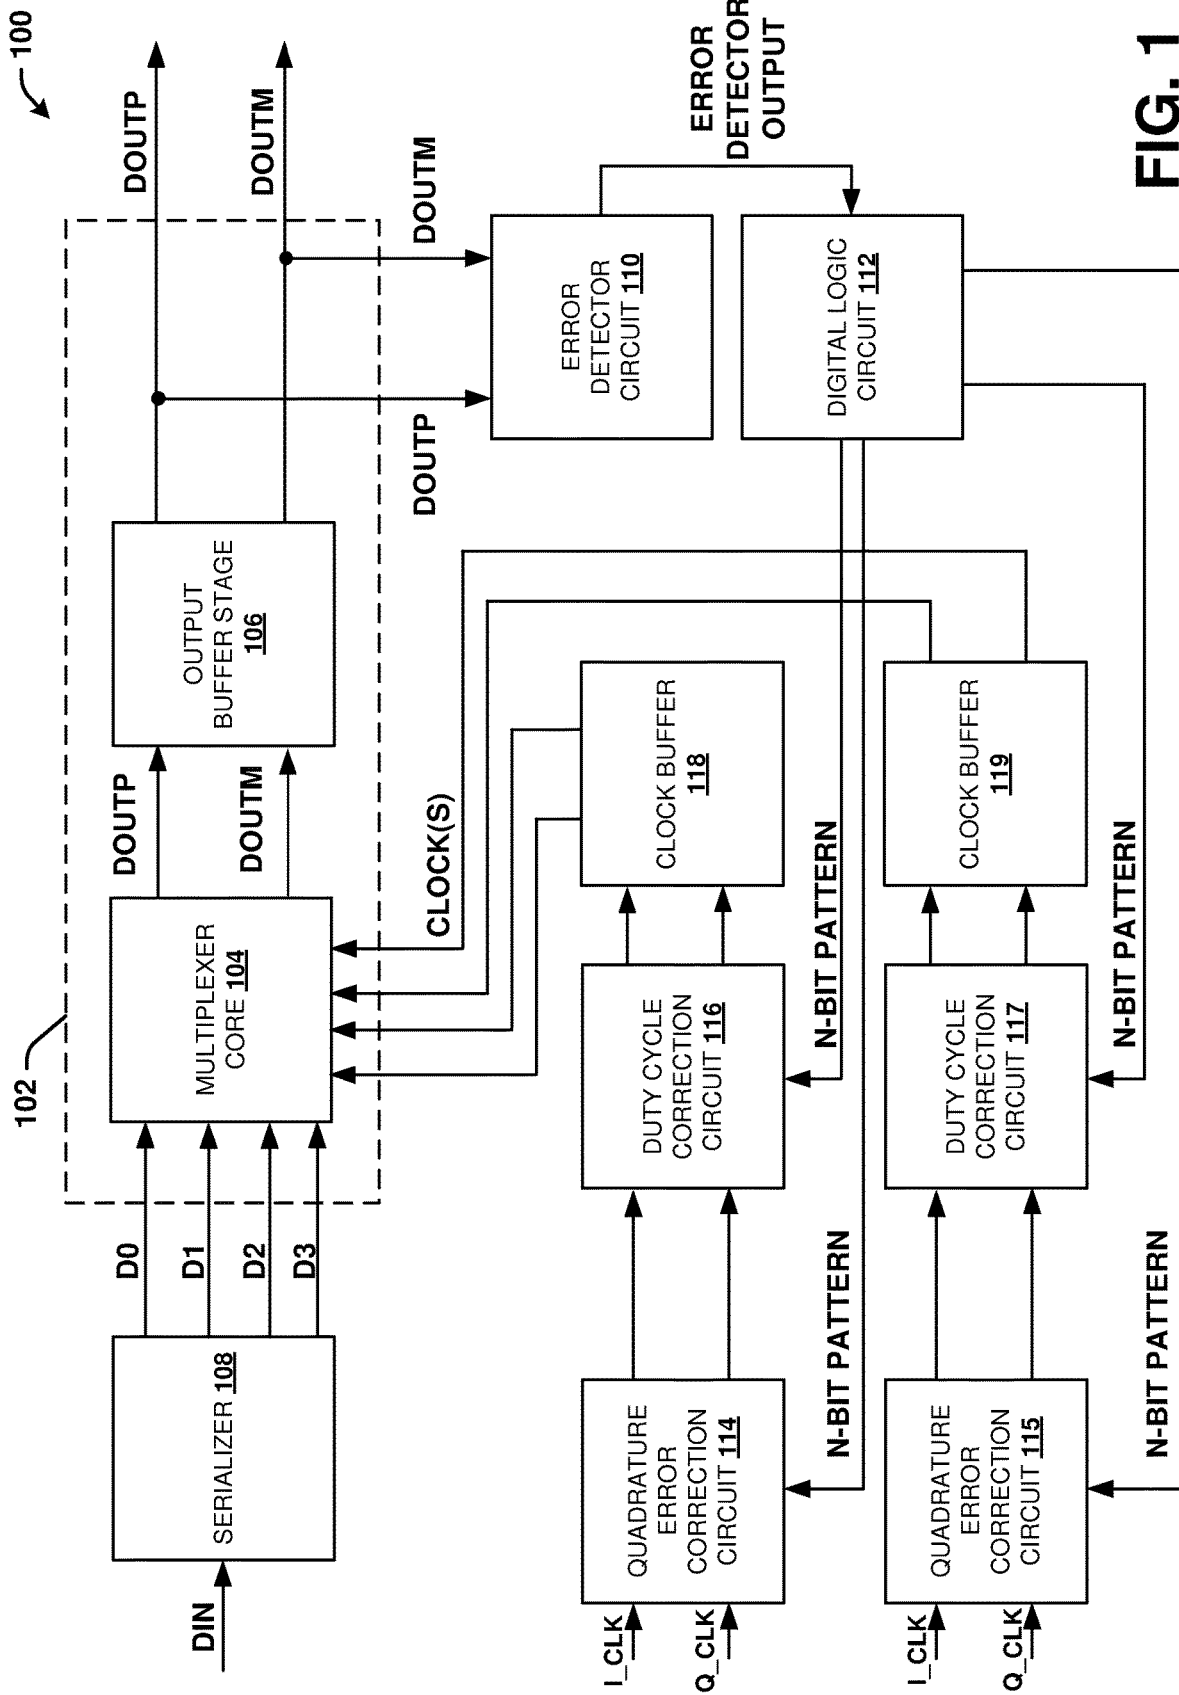 100
102
DIN
SERIALIZER 108
D0
D1
D2
D3
MULTIPLEXER
CORE 104
DOUTP
DOUTM
OUTPUT
BUFFER STAGE
106
DOUTP
DOUTM
CLOCK(S)
DOUTP
DOUTM
ERROR
DETECTOR
CIRCUIT 110
ERROR
DETECTOR
OUTPUT
I_CLK
Q_CLK
QUADRATURE
ERROR
CORRECTION
CIRCUIT 114
DUTY CYCLE
CORRECTION
CIRCUIT 116
CLOCK BUFFER
118
DIGITAL LOGIC
CIRCUIT 112
N-BIT PATTERN
N-BIT PATTERN
I_CLK
Q_CLK
QUADRATURE
ERROR
CORRECTION
CIRCUIT 115
DUTY CYCLE
CORRECTION
CIRCUIT 117
CLOCK BUFFER
119
N-BIT PATTERN
N-BIT PATTERN
FIG. 1